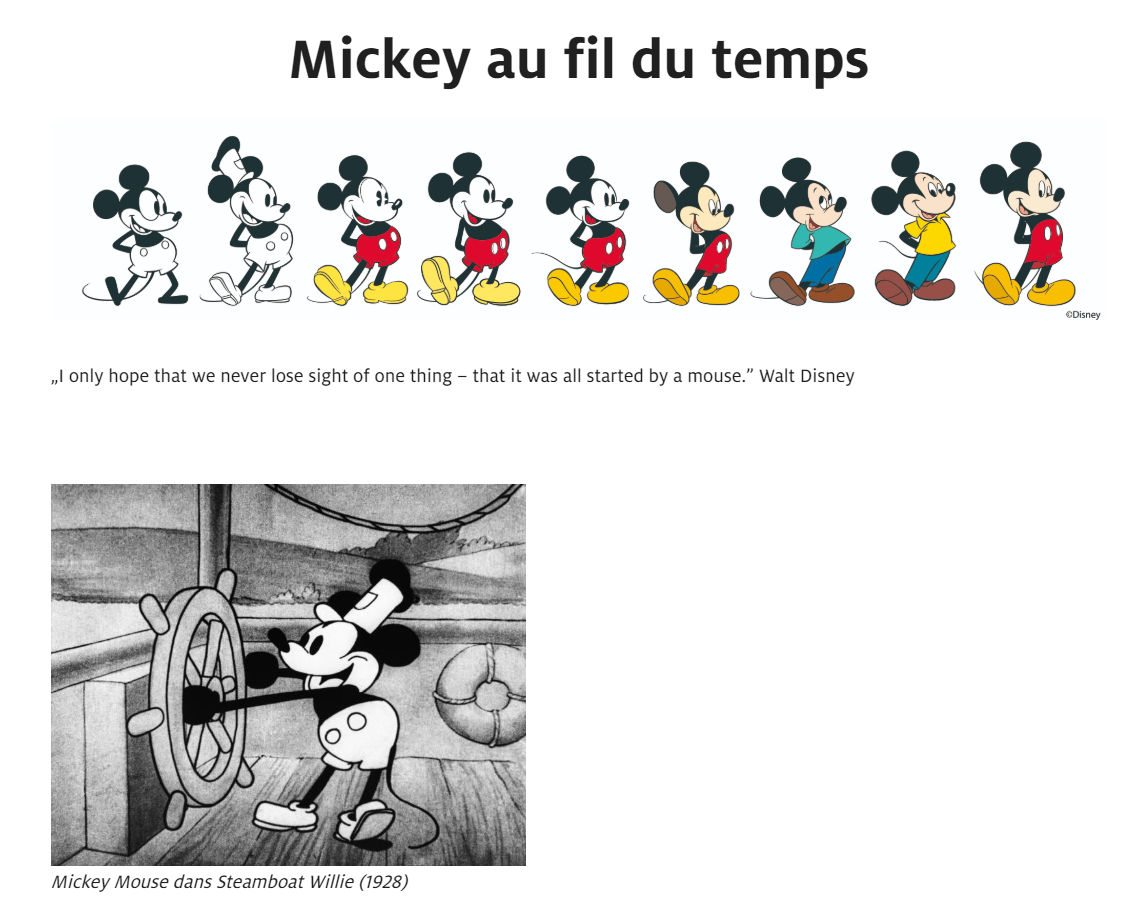 Mickey au fil du temps
©Disney
„I only hope that we never lose sight of one thing – that it was all started by a mouse.” Walt Disney
Mickey Mouse dans Steamboat Willie (1928)